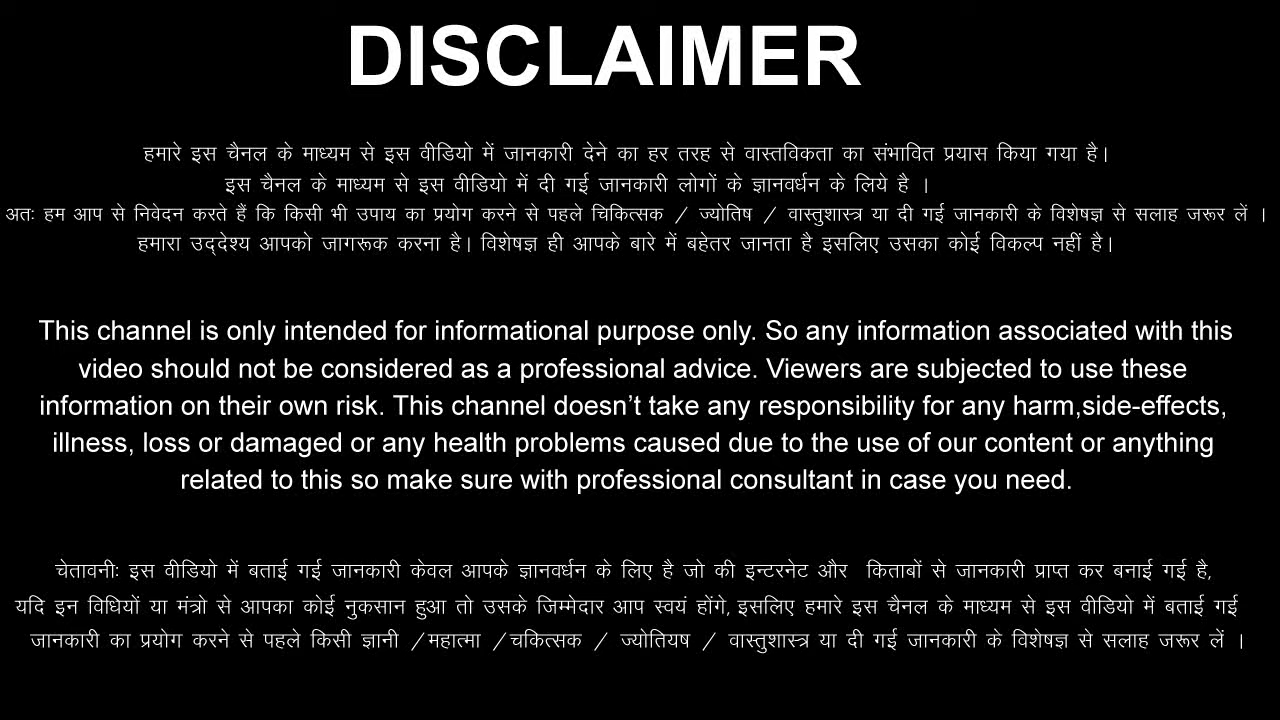 DISCLAIMER
हमारे इस चैनल के माध्यम से इस वीडियो में जानकारी देने का हर तरह से वास्तविकता का संभावित प्रयास किया गया है।
इस चैनल के माध्यम से इस वीडियो में दी गई जानकारी लोगों के ज्ञानवर्धन के लिये है ।
अतः हम आप से निवेदन करते हैं कि किसी भी उपाय का प्रयोग करने से पहले चिकित्सक / ज्योतिष / वास्तुशास्त्र या दी गई जानकारी के विशेषज्ञ से सलाह जरूर लें ।
हमारा उद्देश्य आपको जागरूक करना है। विशेषज्ञ ही आपके बारे में बहेतर जानता है इसलिए उसका कोई विकल्प नहीं है।
This channel is only intended for informational purpose only. So any information associated with this
video should not be considered as a professional advice. Viewers are subjected to use these
information on their own risk. This channel doesn’t take any responsibility for any harm,side-effects,
illness, loss or damaged or any health problems caused due to the use of our content or anything
related to this so make sure with professional consultant in case you need.
चेतावनीः इस वीडियो में बताई गई जानकारी केवल आपके ज्ञानवर्धन के लिए है जो की इन्टरनेट और किताबों से जानकारी प्राप्त कर बनाई गई है,
यदि इन विधियों या मंत्रो से आपका कोई नुकसान हुआ तो उसके जिम्मेदार आप स्वयं होंगे, इसलिए हमारे इस चैनल के माध्यम से इस वीडियो में बताई गई
जानकारी का प्रयोग करने से पहले किसी ज्ञानी /महात्मा /चकित्सक / ज्योतियष / वास्तुशास्त्र या दी गई जानकारी के विशेषज्ञ से सलाह जरूर लें ।